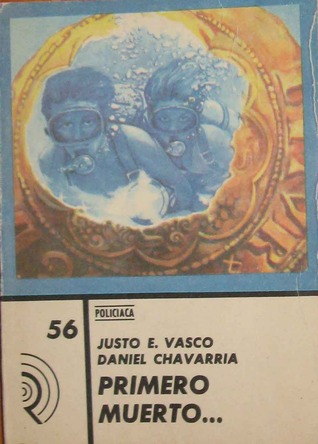 56
POLICIACA
JUSTO E. VASCO
DANIEL CHAVARRIA
PRIMERO
MUERTO...